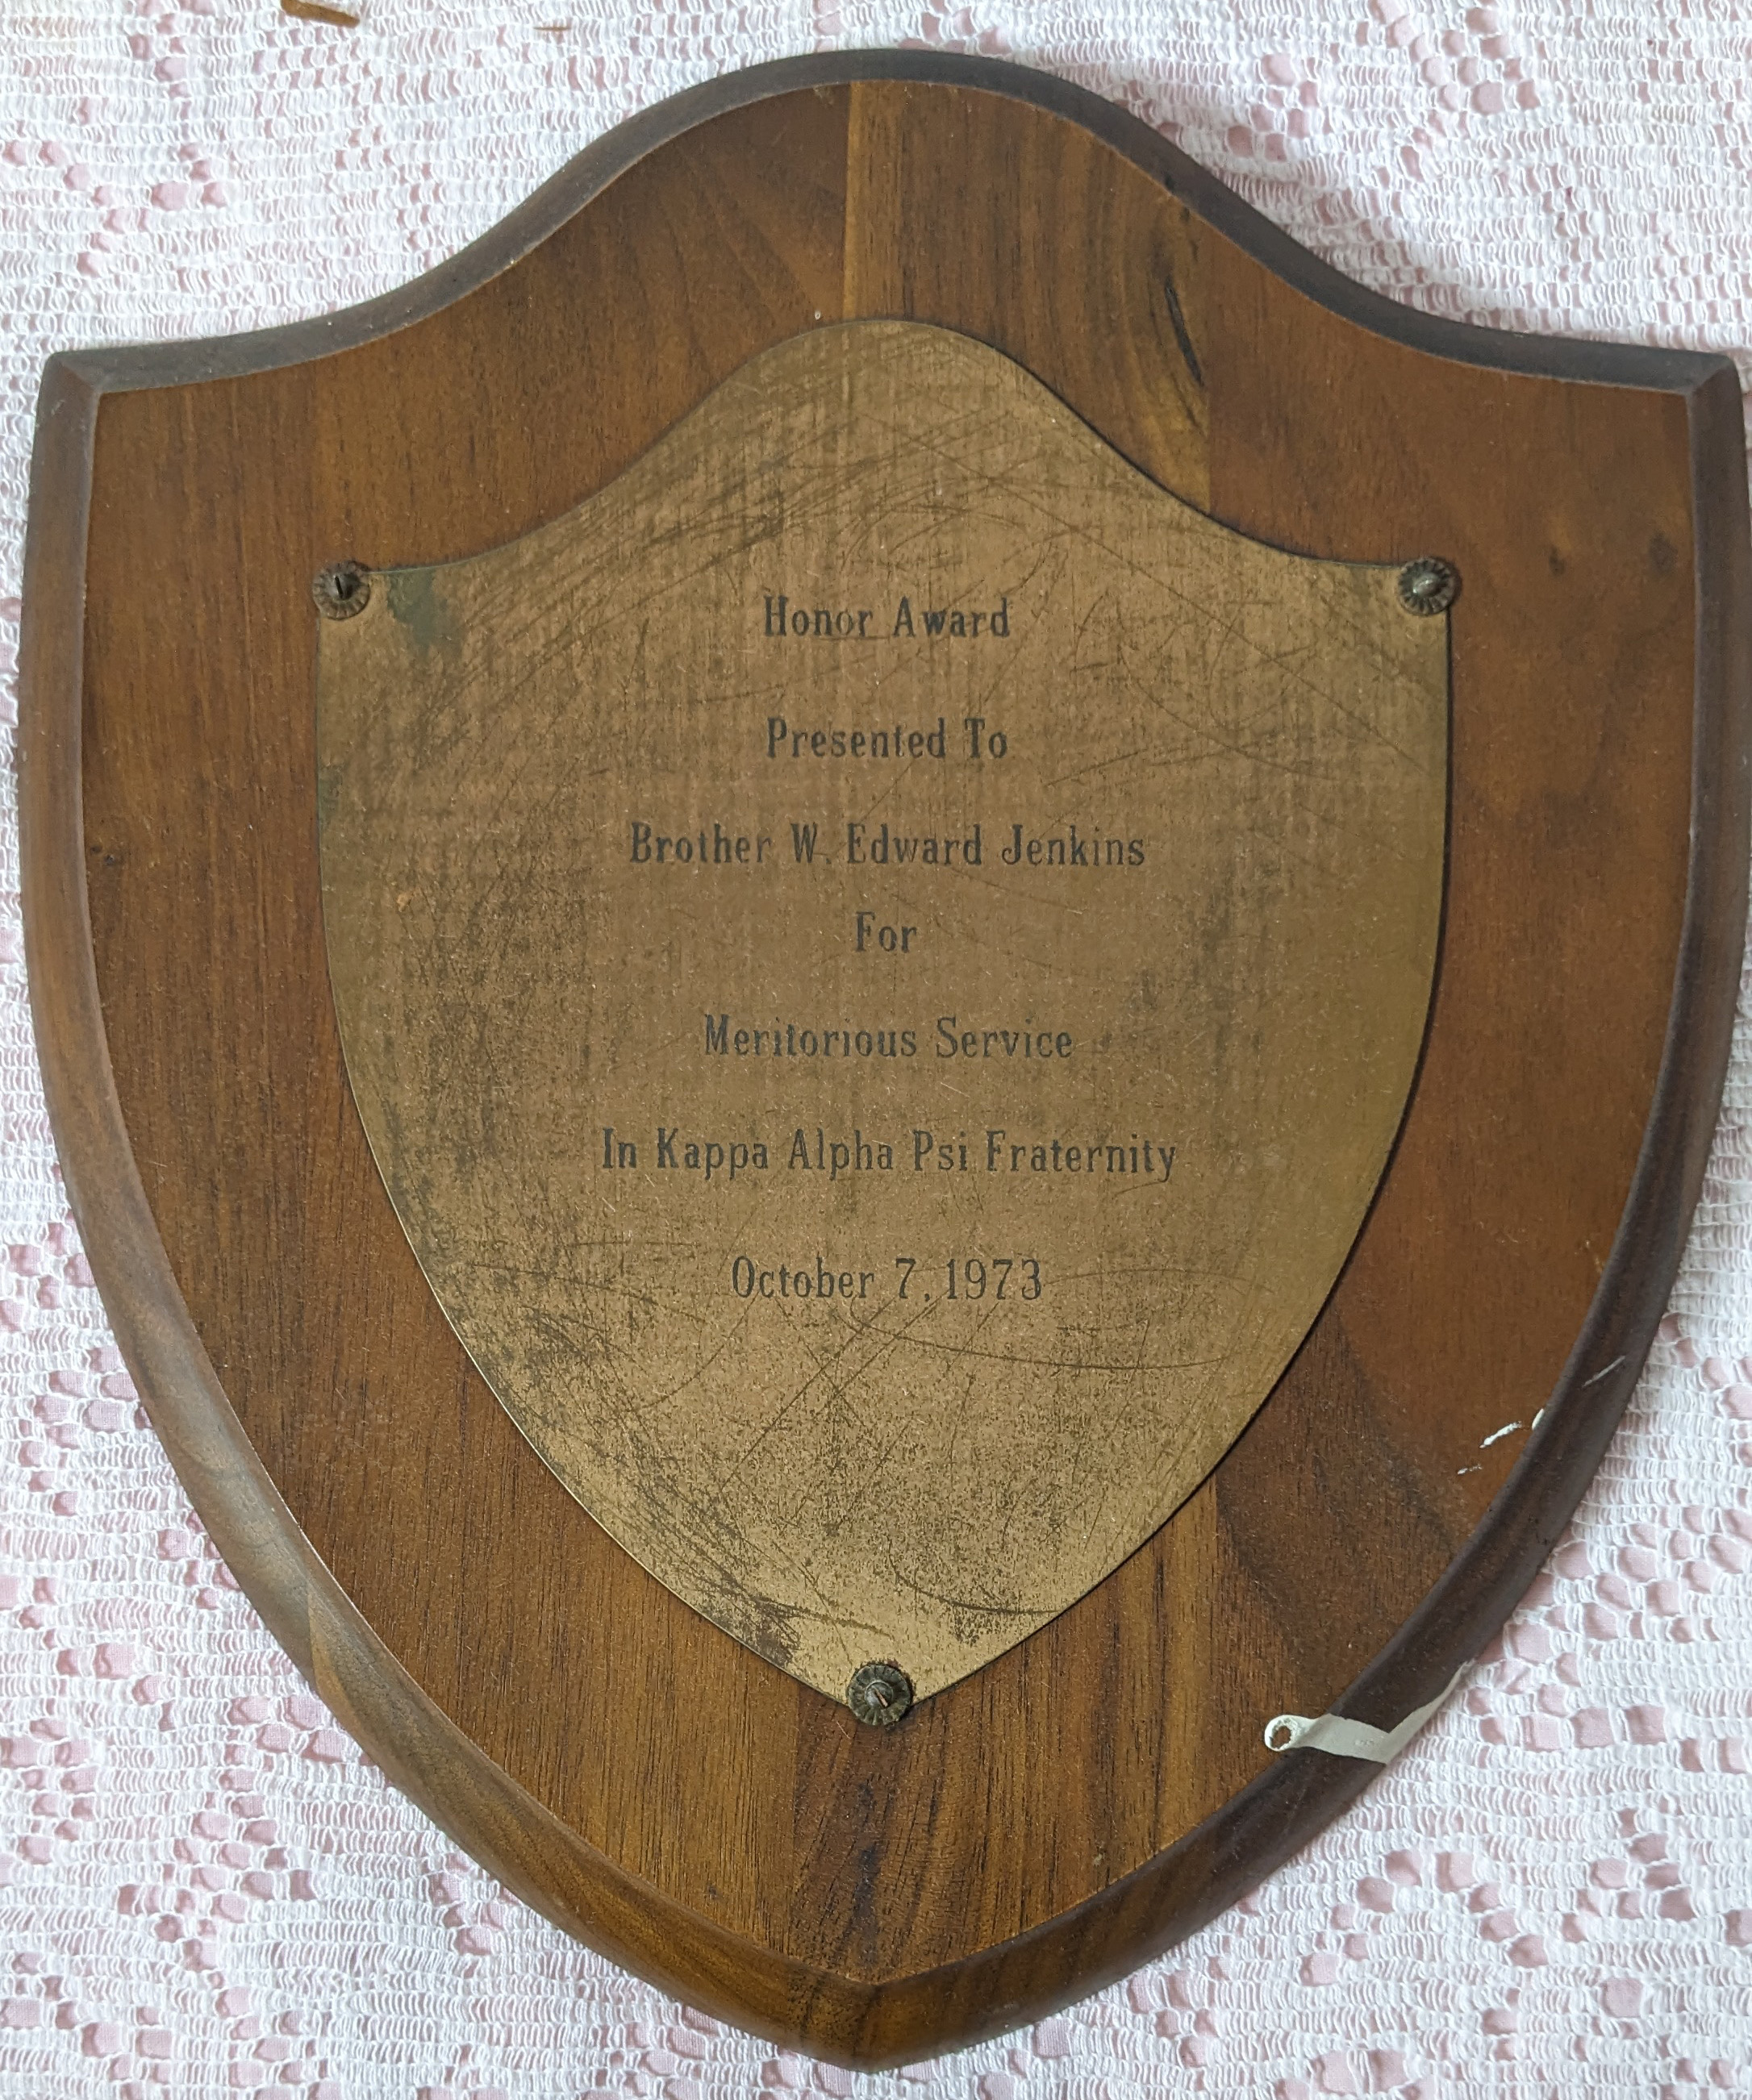 Honor Award
Presented To
Brother W. Edward Jenkins
For
Meritorious Service
In Kappa Alpha Psi Fraternity
October 7, 1973